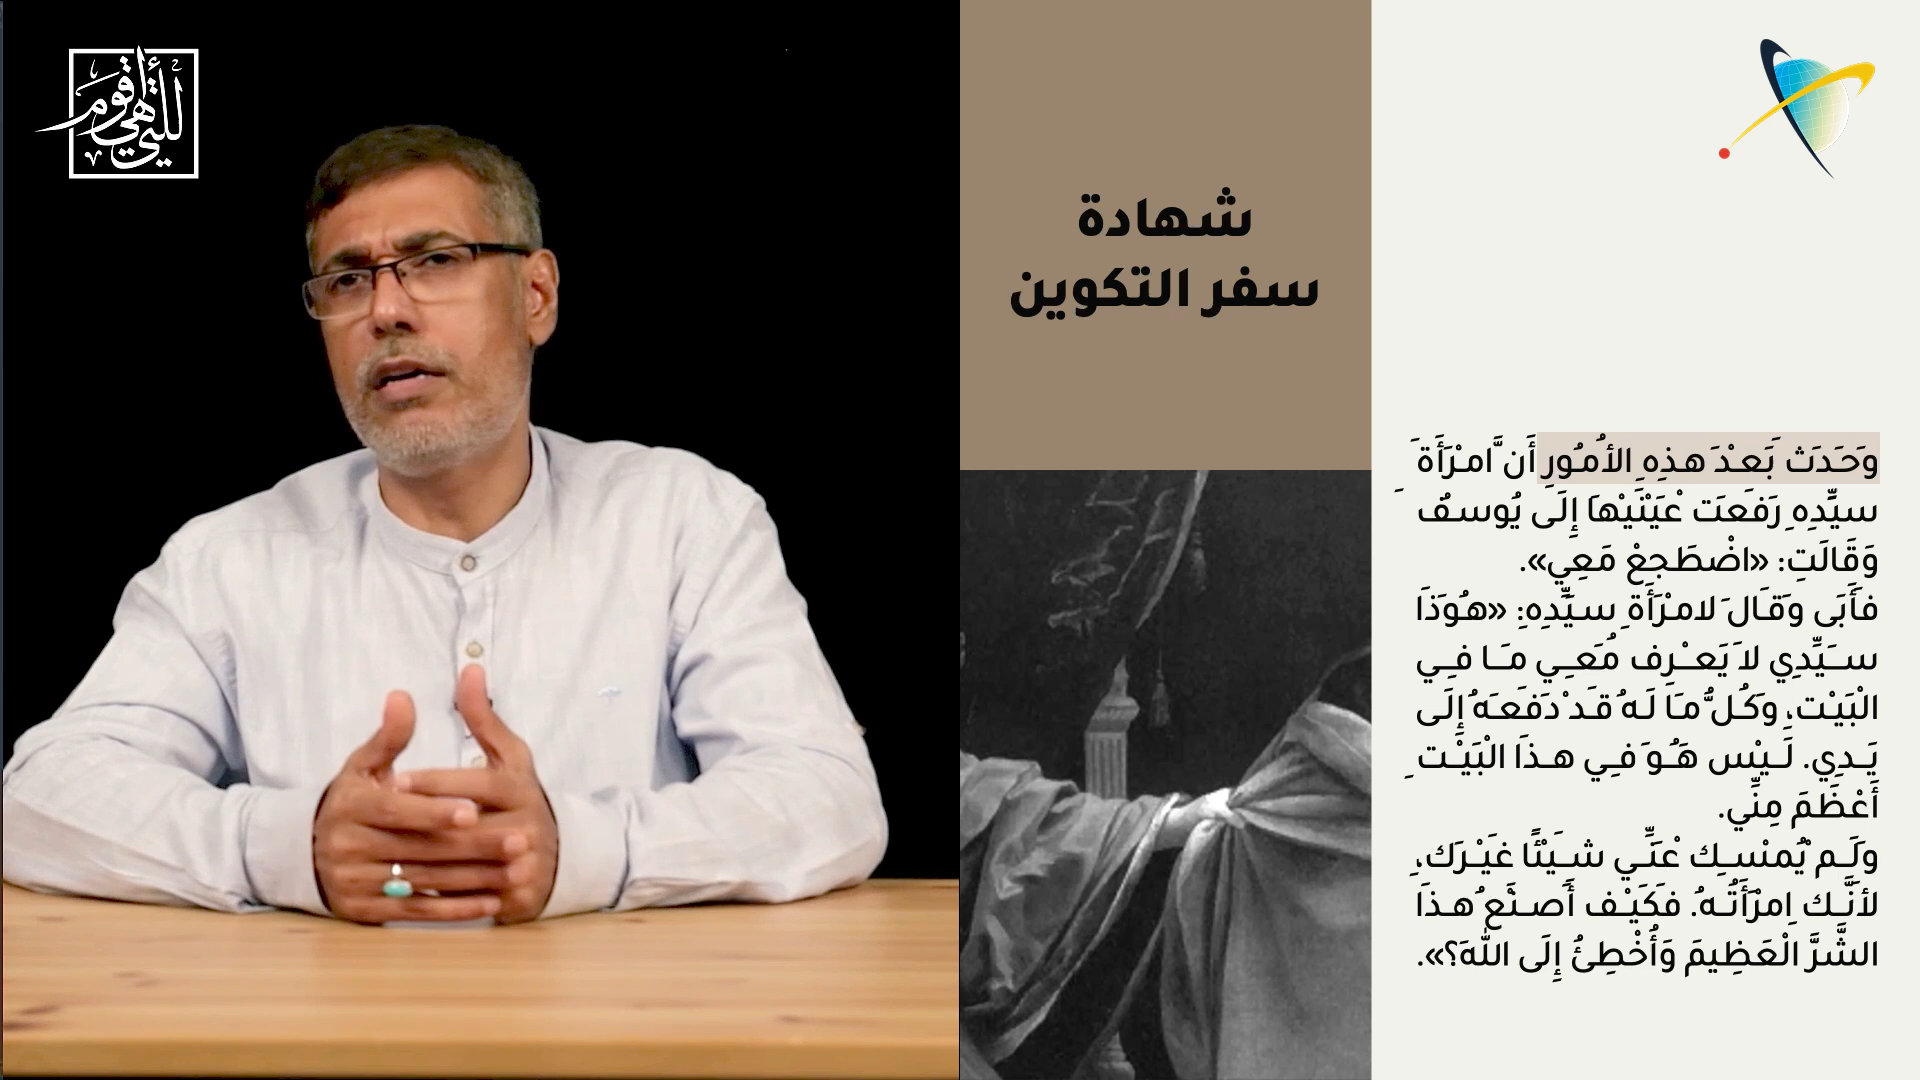 للتي هي أقوم
شهادة
سفر التكوين
وَحَدَثَ بَعْدَ هذِهِ الأُمُورِ أَنَّ امْرَأَةَ
سَيِّدِهِ رَفَعَتْ عَيْنَيْهَا إِلَى يُوسُفَ
وَقَالَتِ: «اضْطَجعْ مَعِي».
فَأَبَى وَقَالَ لامْرَأَةِ سَيِّدِهِ: «هُوَذَا
سَيِّدِي لاَ يَعْرِفُ مَعِي مَا فِي
الْبَيْتِ، وَكُلُّ مَا لَهُ قَدْ دَفَعَهُ إِلَى
يَدِي. لَيْسَ هُوَ فِي هذَا الْبَيْتِ
أَعْظَمَ مِنِّي.
وَلَمْ يُمْسِكْ عَنِّي شَيْئًا غَيْرَكِ،
لأَنَّكِ امْرَأَتُهُ. فَكَيْفَ أَصْنَعُ هذَا
الشَّرَّ الْعَظِيمَ وَأُخْطِئُ إِلَى اللهَ؟».